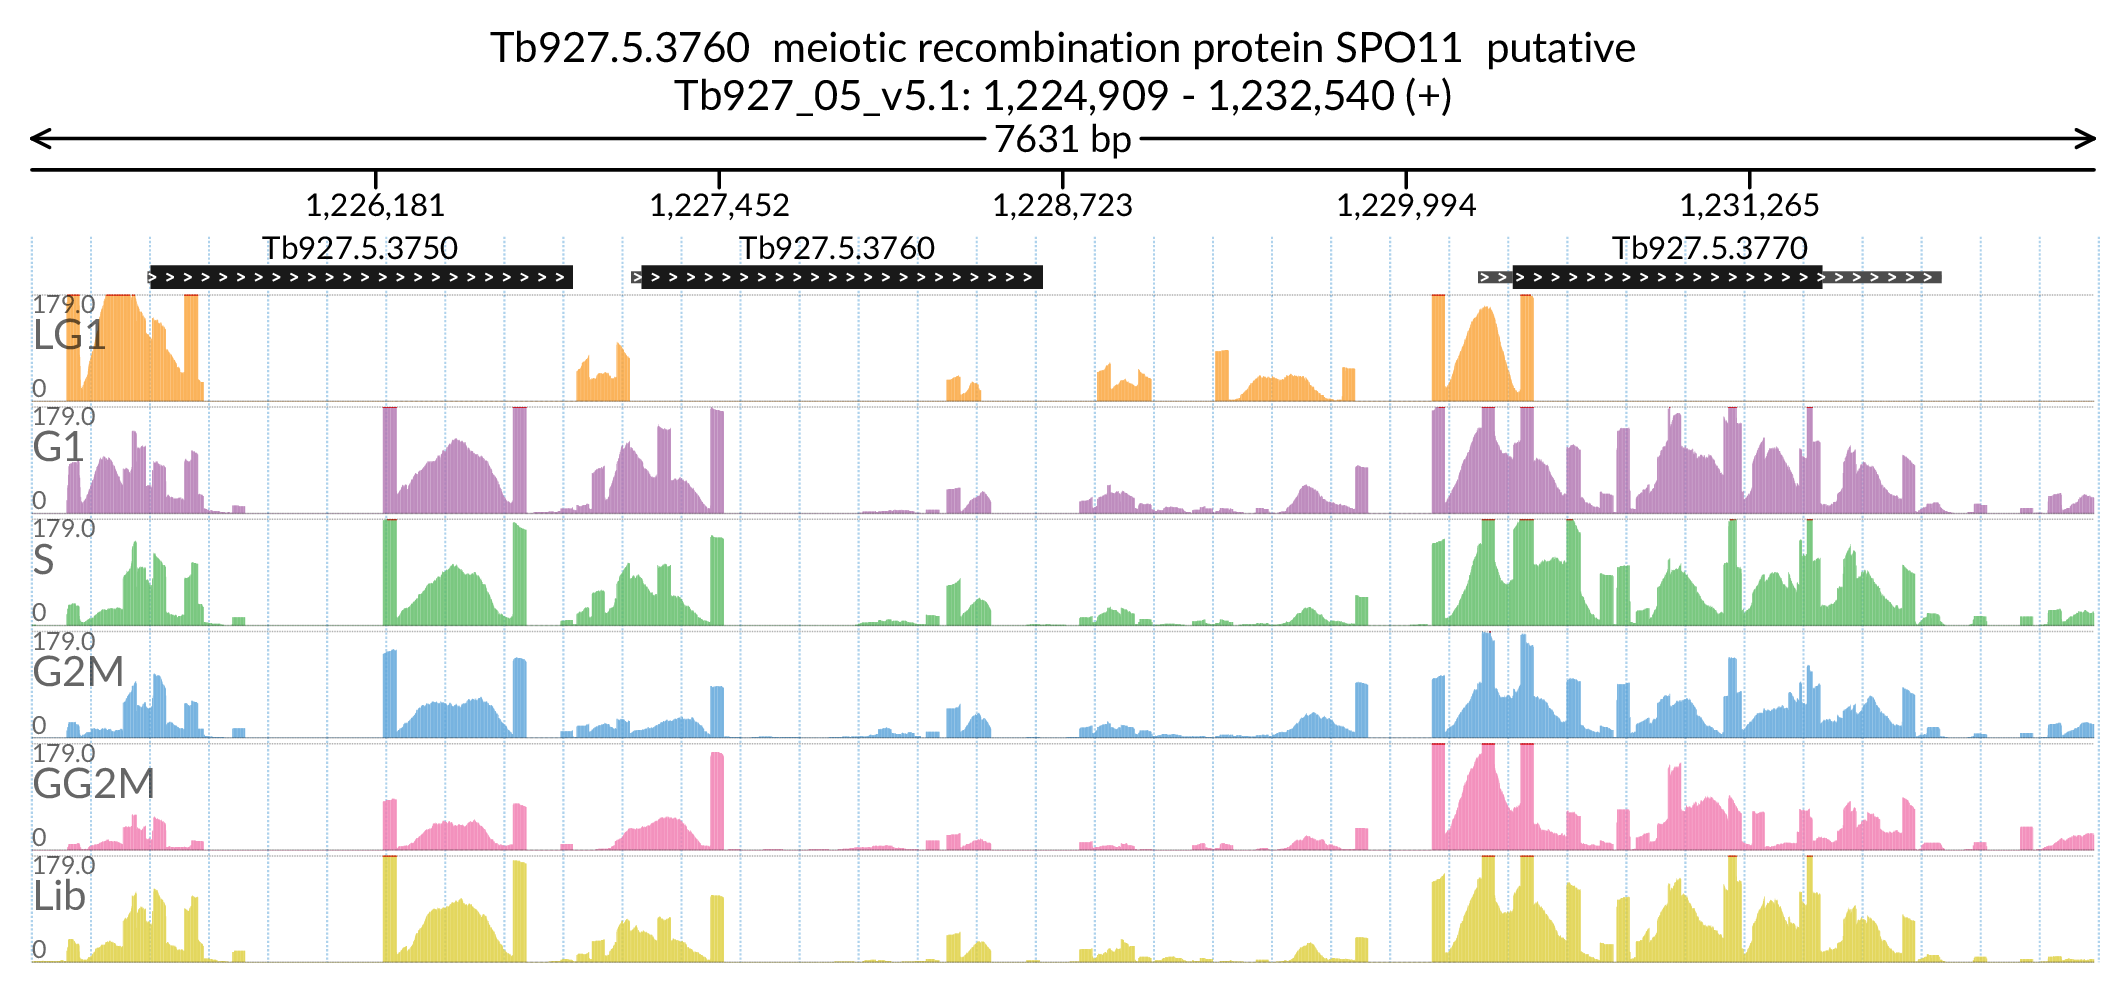 Tb927.5.3760  meiotic recombination protein SPO11  putative
Tb927_05_v5.1: 1,224,909 - 1,232,540 (+)
7631 bp
1,226,181 1,227,452 1,228,723 1,229,994 1,231,265
Tb927.5.3750 Tb927.5.3760 Tb927.5.3770
179.0
LG1
0
179.0
G1
0
179.0
S
0
179.0
G2M
0
179.0
GG2M
0
179.0
Lib
0